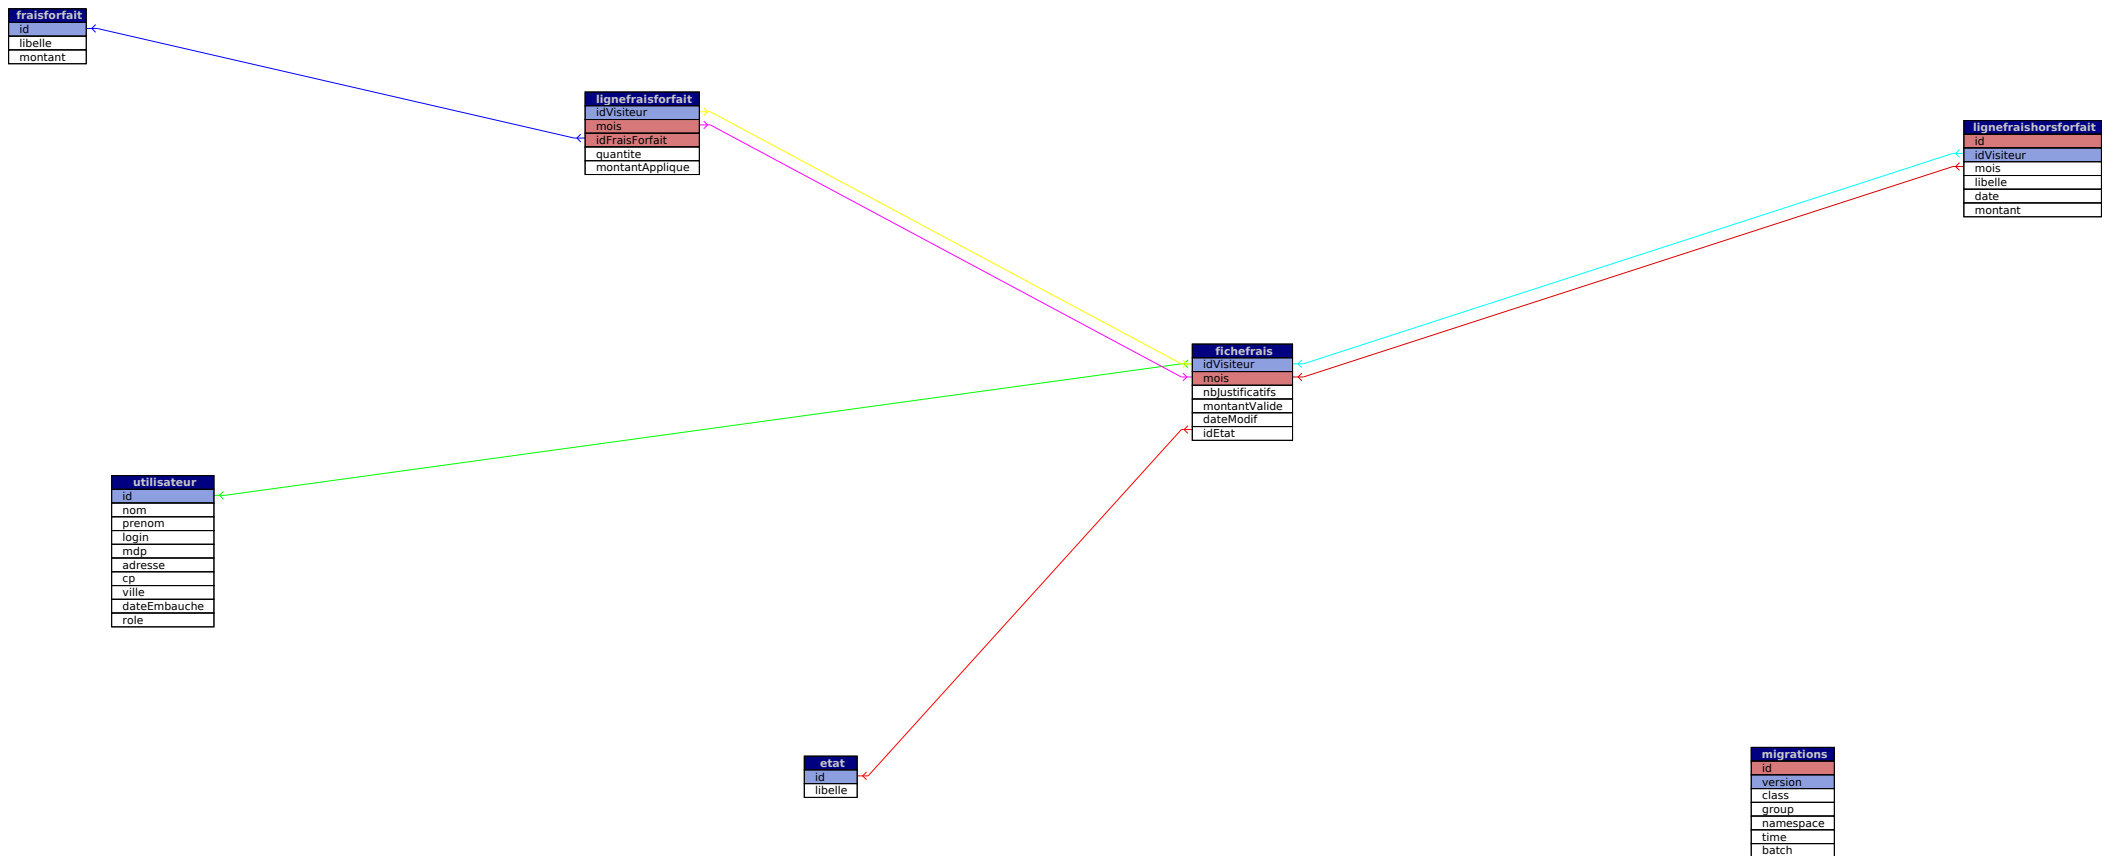 fraisforfait
id
libelle
montant
lignefraisforfait
idVisiteur
mois
idFraisForfait
quantite
montantApplique
lignefraishorsforfait
id
idVisiteur
mois
libelle
date
montant
fichefrais
idVisiteur
mois
nbJustificatifs
montantValide
dateModif
idEtat
utilisateur
id
nom
prenom
login
mdp
adresse
cp
ville
dateEmbauche
role
etat
id
libelle
migrations
id
version
class
group
namespace
time
batch